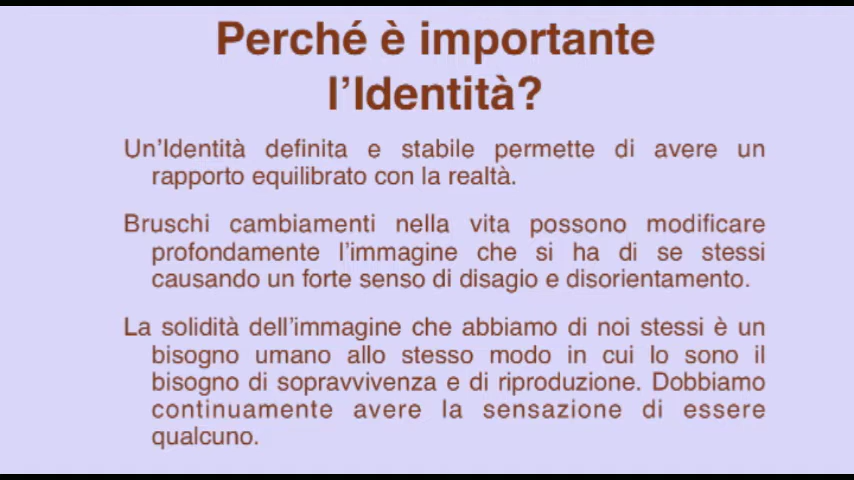 Perché è importante
l'Identità?
Un'Identità definita e stabile permette di avere un
rapporto equilibrato con la realtà.
Bruschi cambiamenti nella vita possono modificare
profondamente l'immagine che si ha di se stessi
causando un forte senso di disagio e disorientamento.
La solidità dell'immagine che abbiamo di noi stessi è un
bisogno umano allo stesso modo in cui lo sono il
bisogno di sopravvivenza e di riproduzione. Dobbiamo
continuamente avere la sensazione di essere
qualcuno.